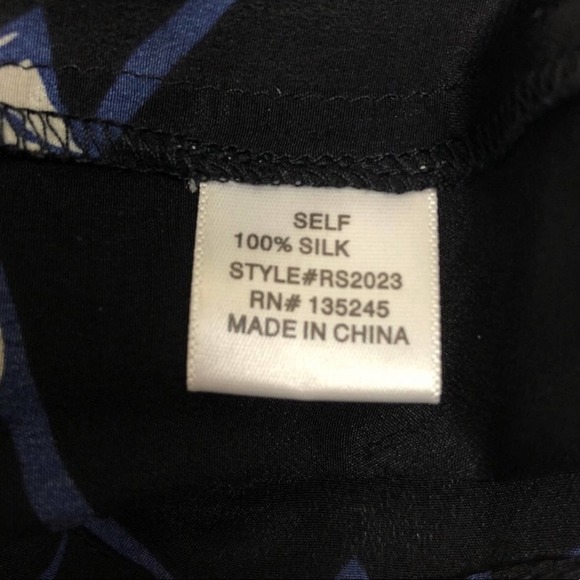 SELF
100% SILK
STYLE#RS2023
RN# 135245
MADE IN CHINA